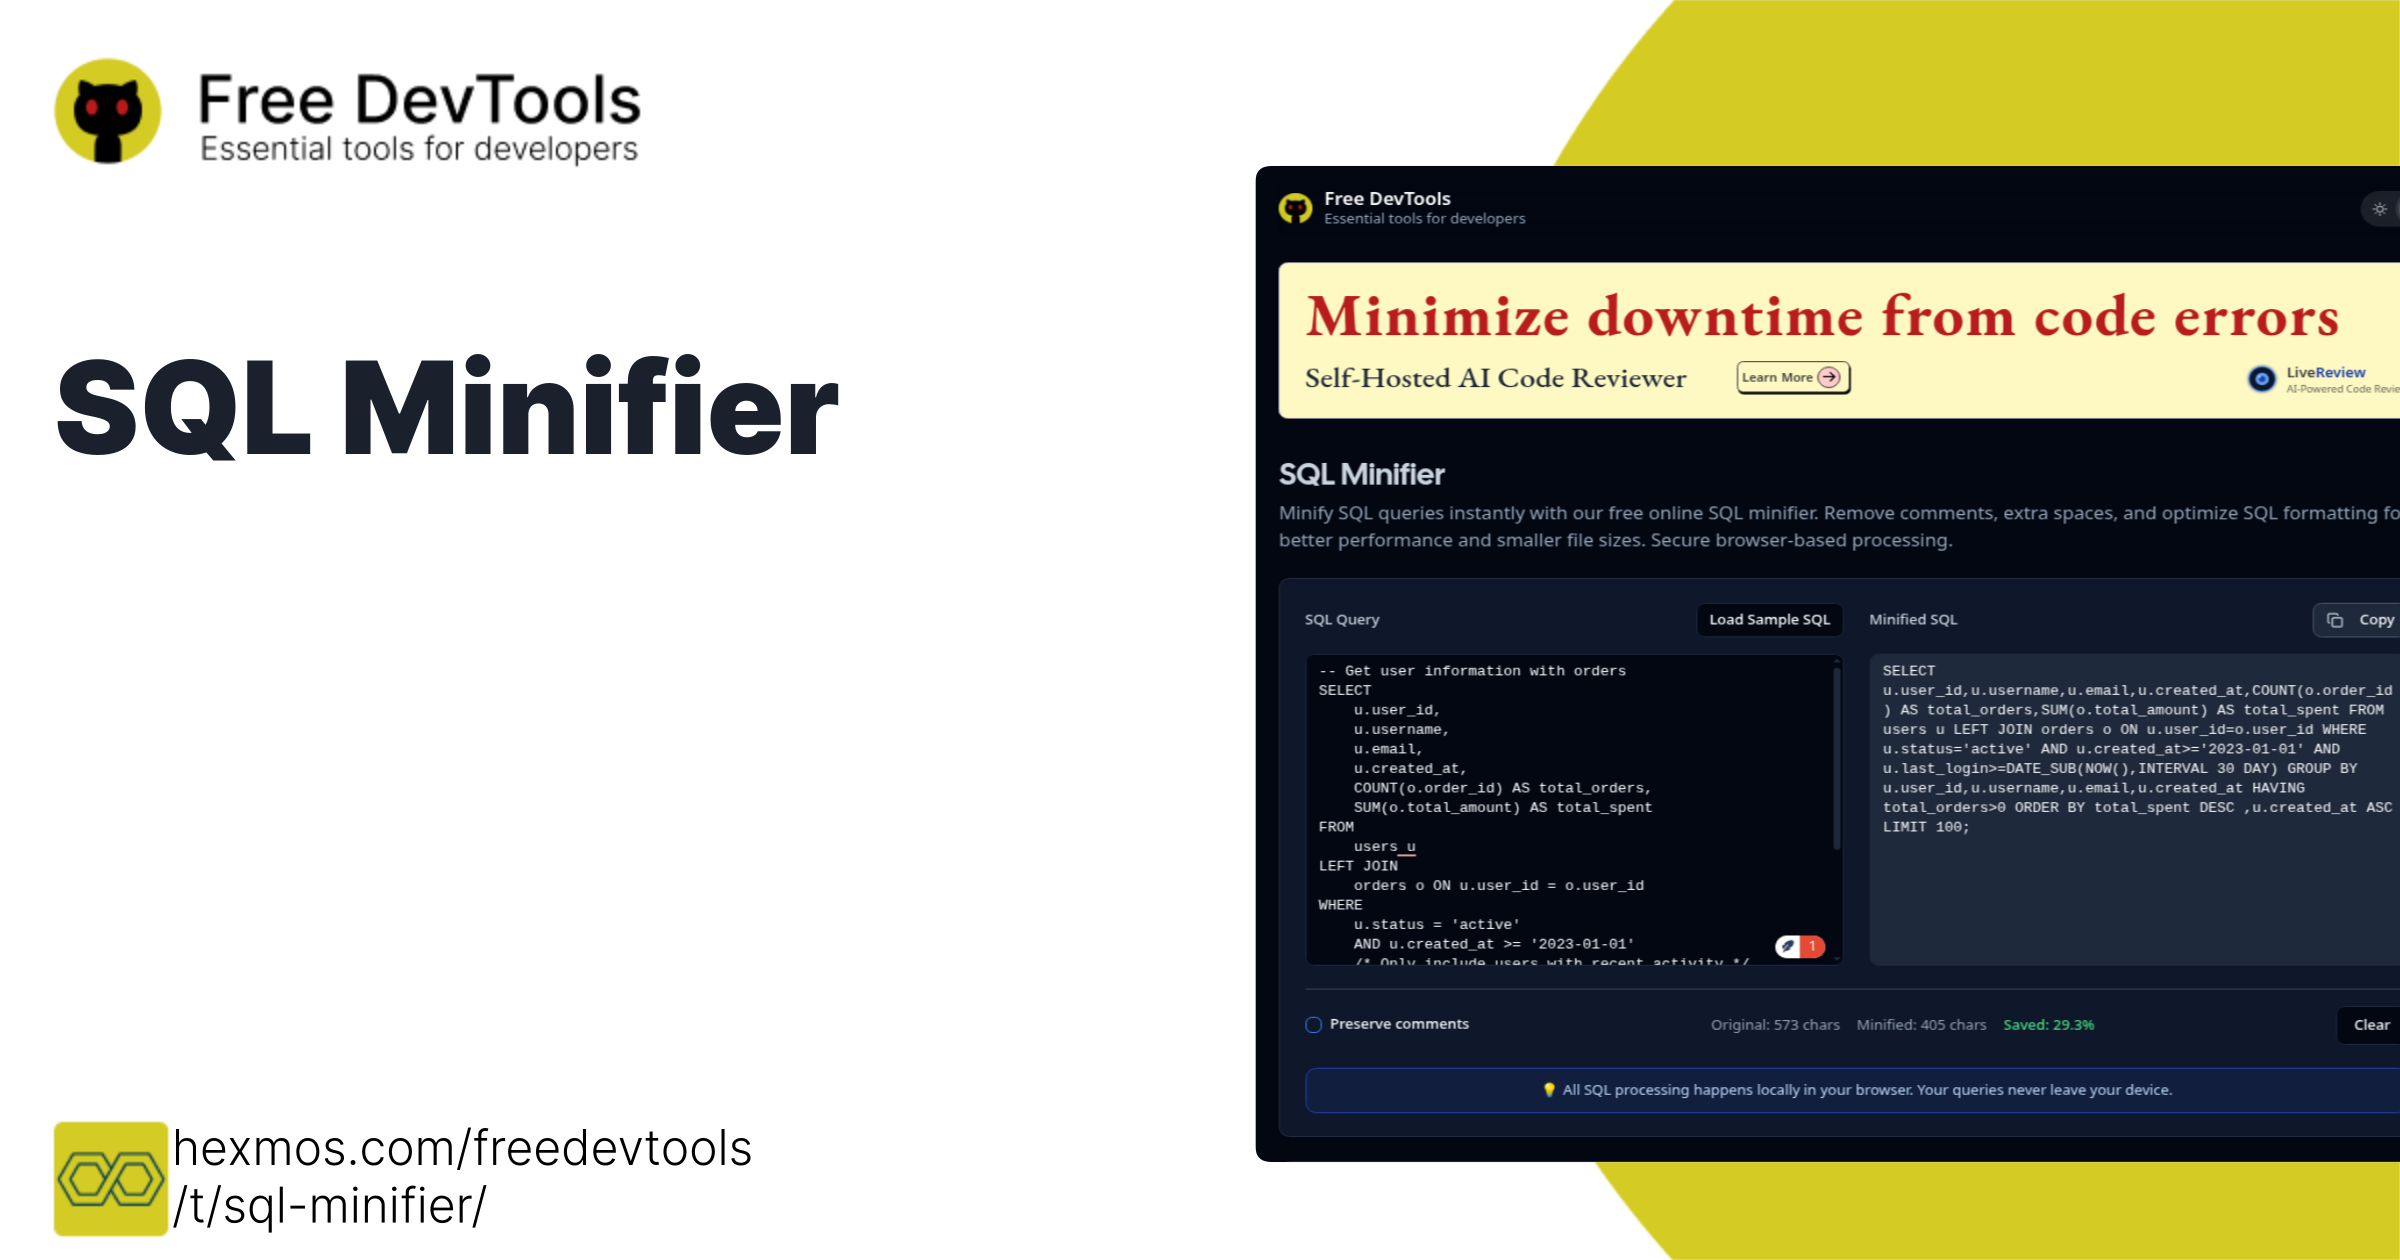 Free DevTools
Essential tools for developers
SQL Minifier
hexmos.com/freedevtools
/t/sql-minifier/
Free DevTools
Essential tools for developers
Minimize downtime from code errors
Self-Hosted AI Code Reviewer
Learn More
LiveReview
AI-Powered Code Revie
SQL Minifier
Minify SQL queries instantly with our free online SQL minifier. Remove comments, extra spaces, and optimize SQL formatting fo
better performance and smaller file sizes. Secure browser-based processing.
SQL Query
Load Sample SQL
-- Get user information with orders
SELECT
    u.user_id,
    u.username,
    u.email,
    u.created_at,
    COUNT(o.order_id) AS total_orders,
    SUM(o.total_amount) AS total_spent
FROM
    users u
LEFT JOIN
    orders o ON u.user_id = o.user_id
WHERE
    u.status = 'active'
    AND u.created_at >= '2023-01-01'
    /* Only include users with recent activity */
1
Minified SQL
Copy
SELECT
u.user_id,u.username,u.email,u.created_at,COUNT(o.order_id
) AS total_orders,SUM(o.total_amount) AS total_spent FROM
users u LEFT JOIN orders o ON u.user_id=o.user_id WHERE
u.status='active' AND u.created_at>='2023-01-01' AND
u.last_login>=DATE_SUB(NOW(),INTERVAL 30 DAY) GROUP BY
u.user_id,u.username,u.email,u.created_at HAVING
total_orders>0 ORDER BY total_spent DESC ,u.created_at ASC
LIMIT 100;
Preserve comments
Original: 573 chars
Minified: 405 chars
Saved: 29.3%
Clear
All SQL processing happens locally in your browser. Your queries never leave your device.